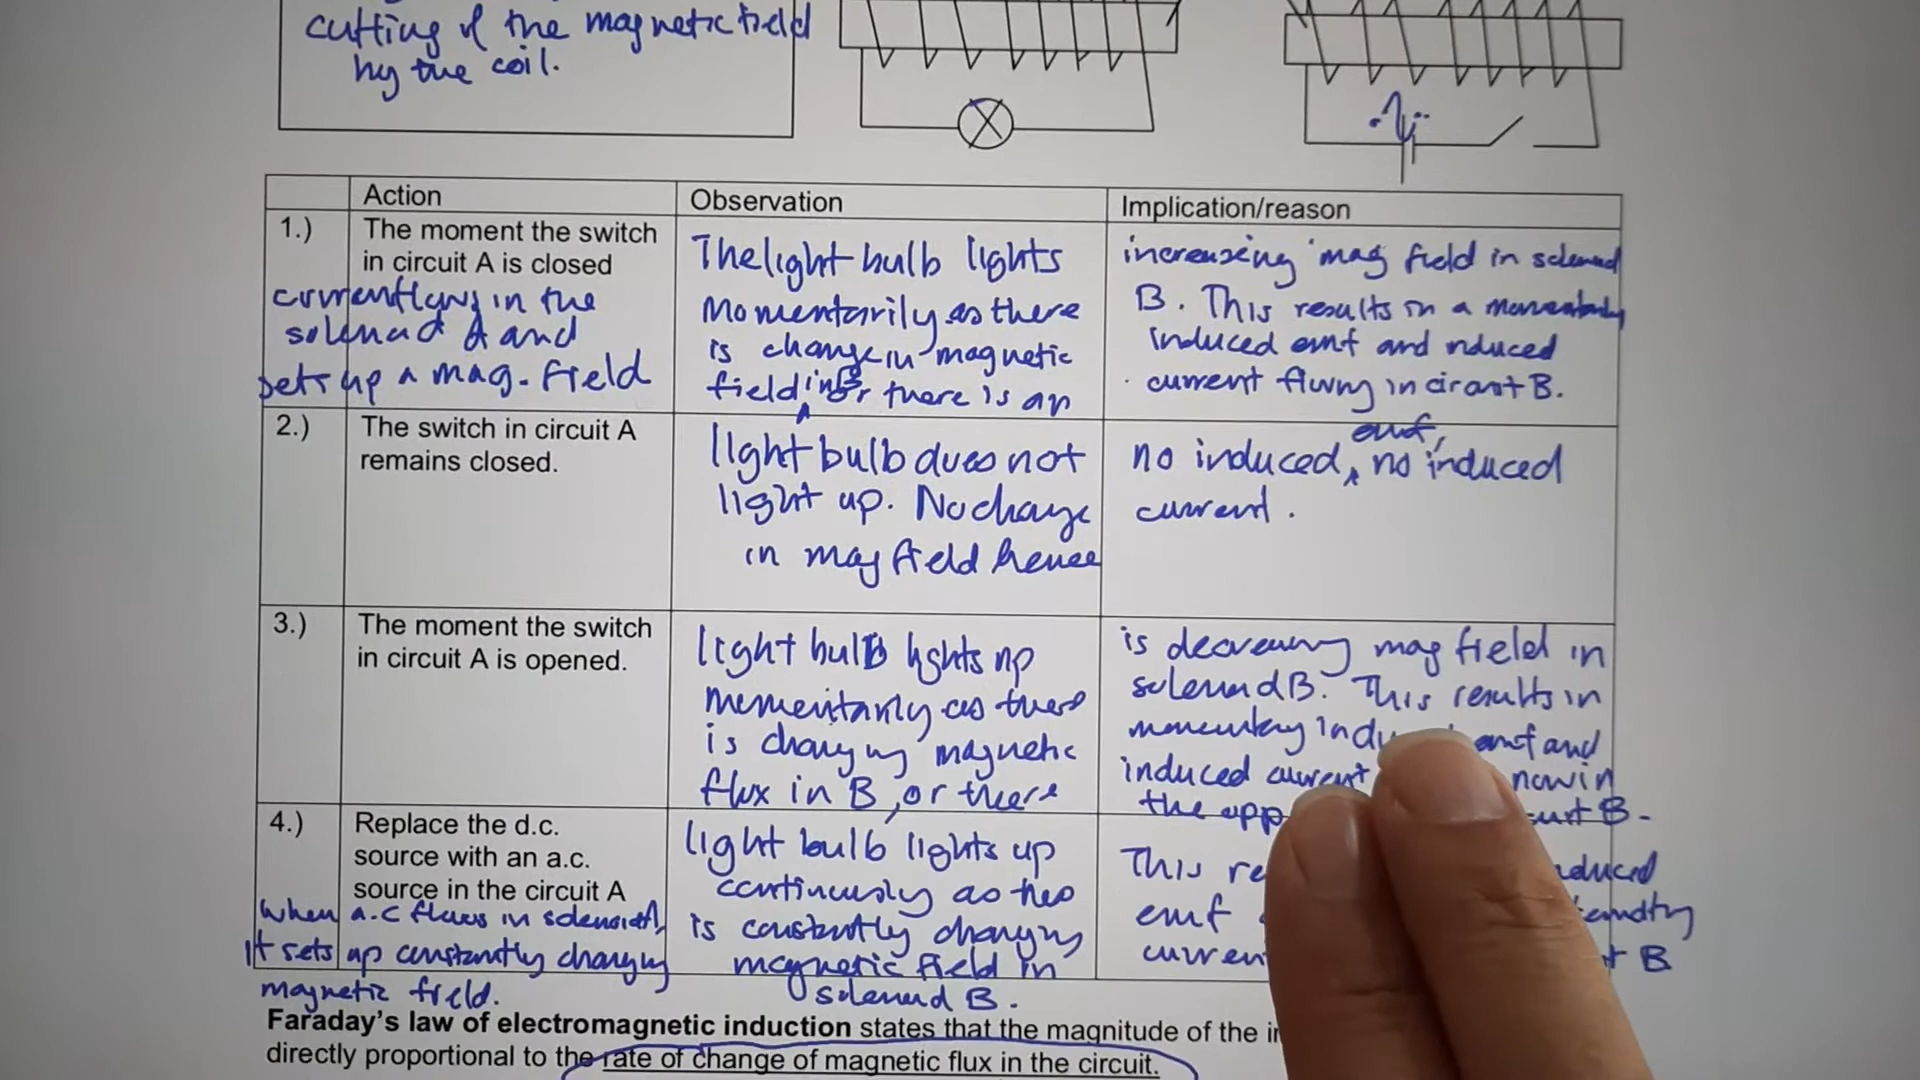 cutting of the magnetic field
by the coil.
Action
Observation
Implication/reason
1.)
The moment the switch
in circuit A is closed
current flows in the
solenoid A and
sets up a mag. field
The light bulb lights
momentarily as there
is change in magnetic
field in B or there is an
increasing mag field in solenoid
B. This results in a momentary
induced emf and induced
current flowing in circuit B.
2.)
The switch in circuit A
remains closed.
light bulb does not
light up. No change
in mag field hence
emf,
no induced no induced
current.
3.)
The moment the switch
in circuit A is opened.
light bulb lights up
momentarily as there
is changing magnetic
flux in B, or there
is decreasing mag field in
solenoid B. This results in
momentary emf and
induced current now in
the B.
4.)
Replace the d.c.
source with an a.c.
source in the circuit A
When a.c flows in solenoid A,
it sets up constantly changing
magnetic field.
light bulb lights up
continuously as there
is constantly changing
magnetic field in
solenoid B.
This
emf
B
Faraday's law of electromagnetic induction states that the magnitude of the
directly proportional to the rate of change of magnetic flux in the circuit.